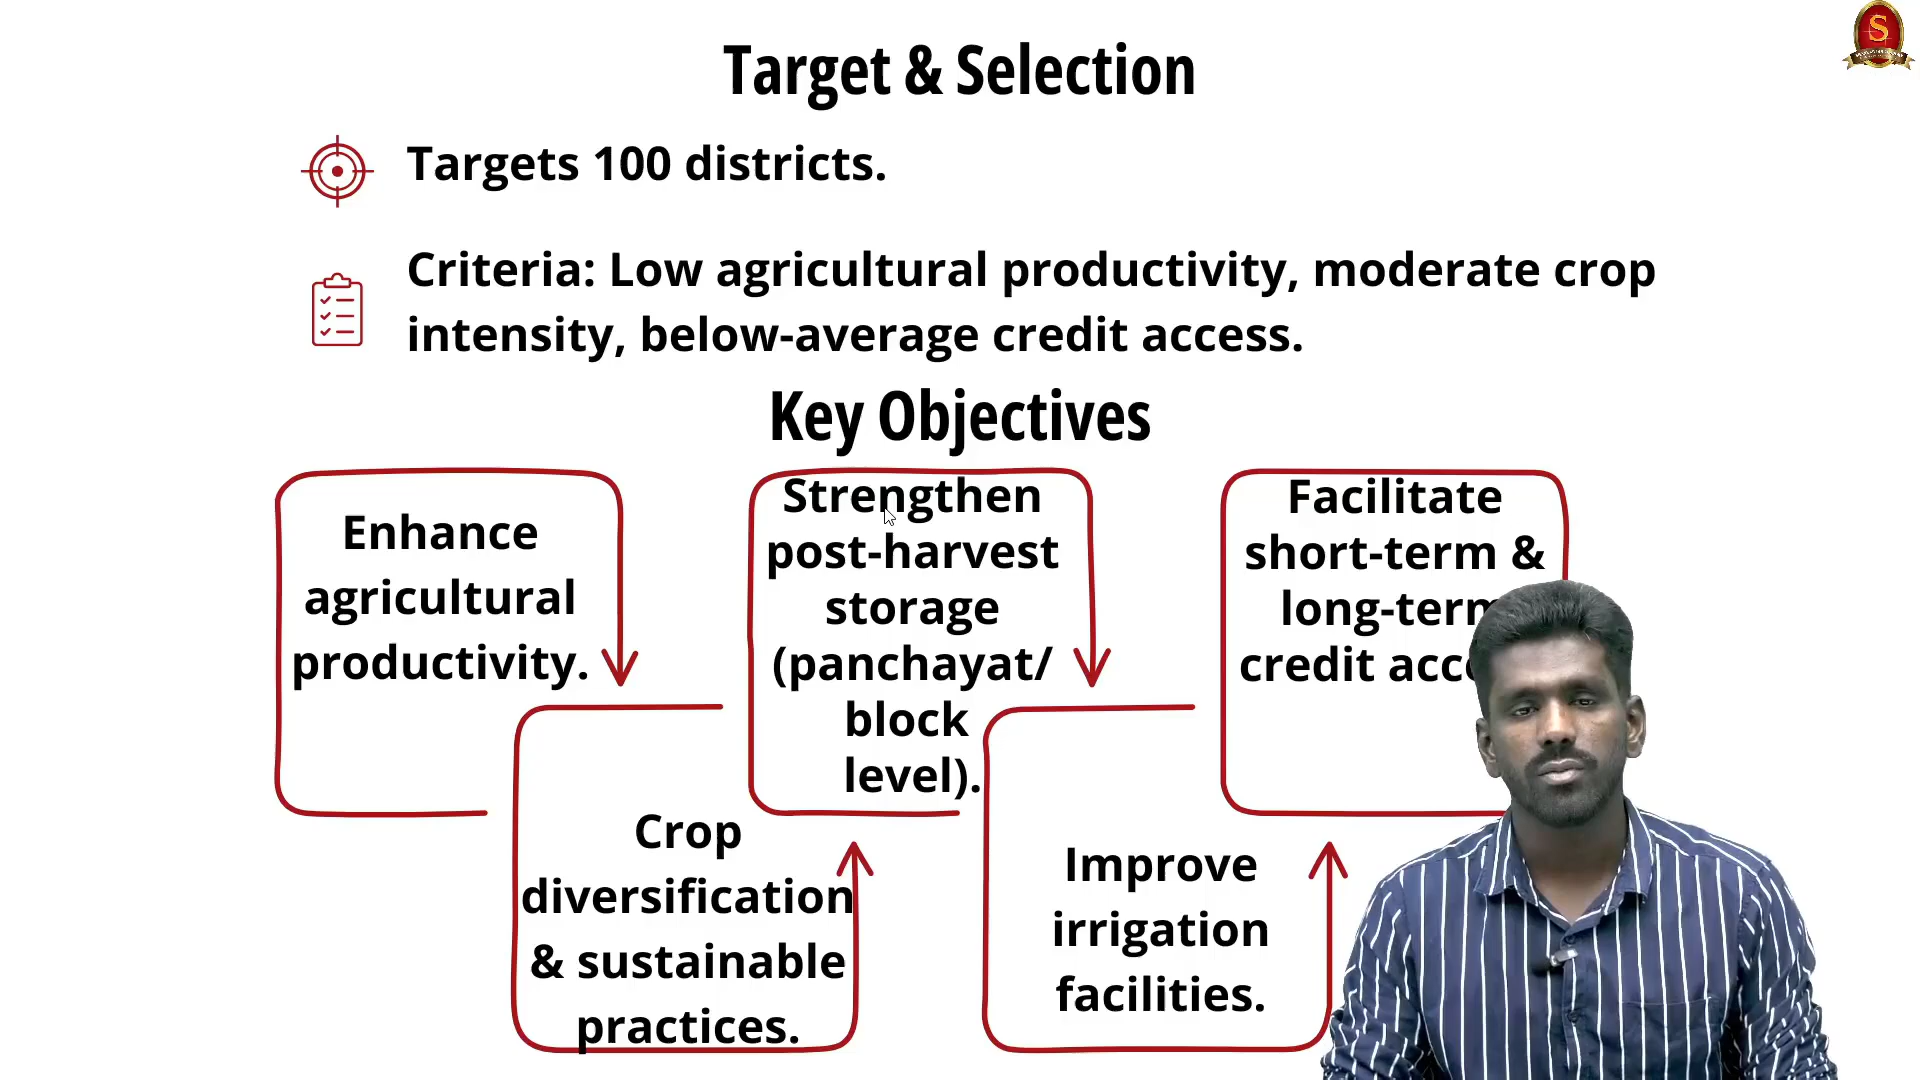 Target & Selection
Targets 100 districts.
Criteria: Low agricultural productivity, moderate crop
intensity, below-average credit access.
Key Objectives
Enhance
agricultural
productivity.
Crop
diversification
& sustainable
practices.
Strengthen
post-harvest
storage
(panchayat/
block
level).
Improve
irrigation
facilities.
Facilitate
short-term &
long-term
credit
S